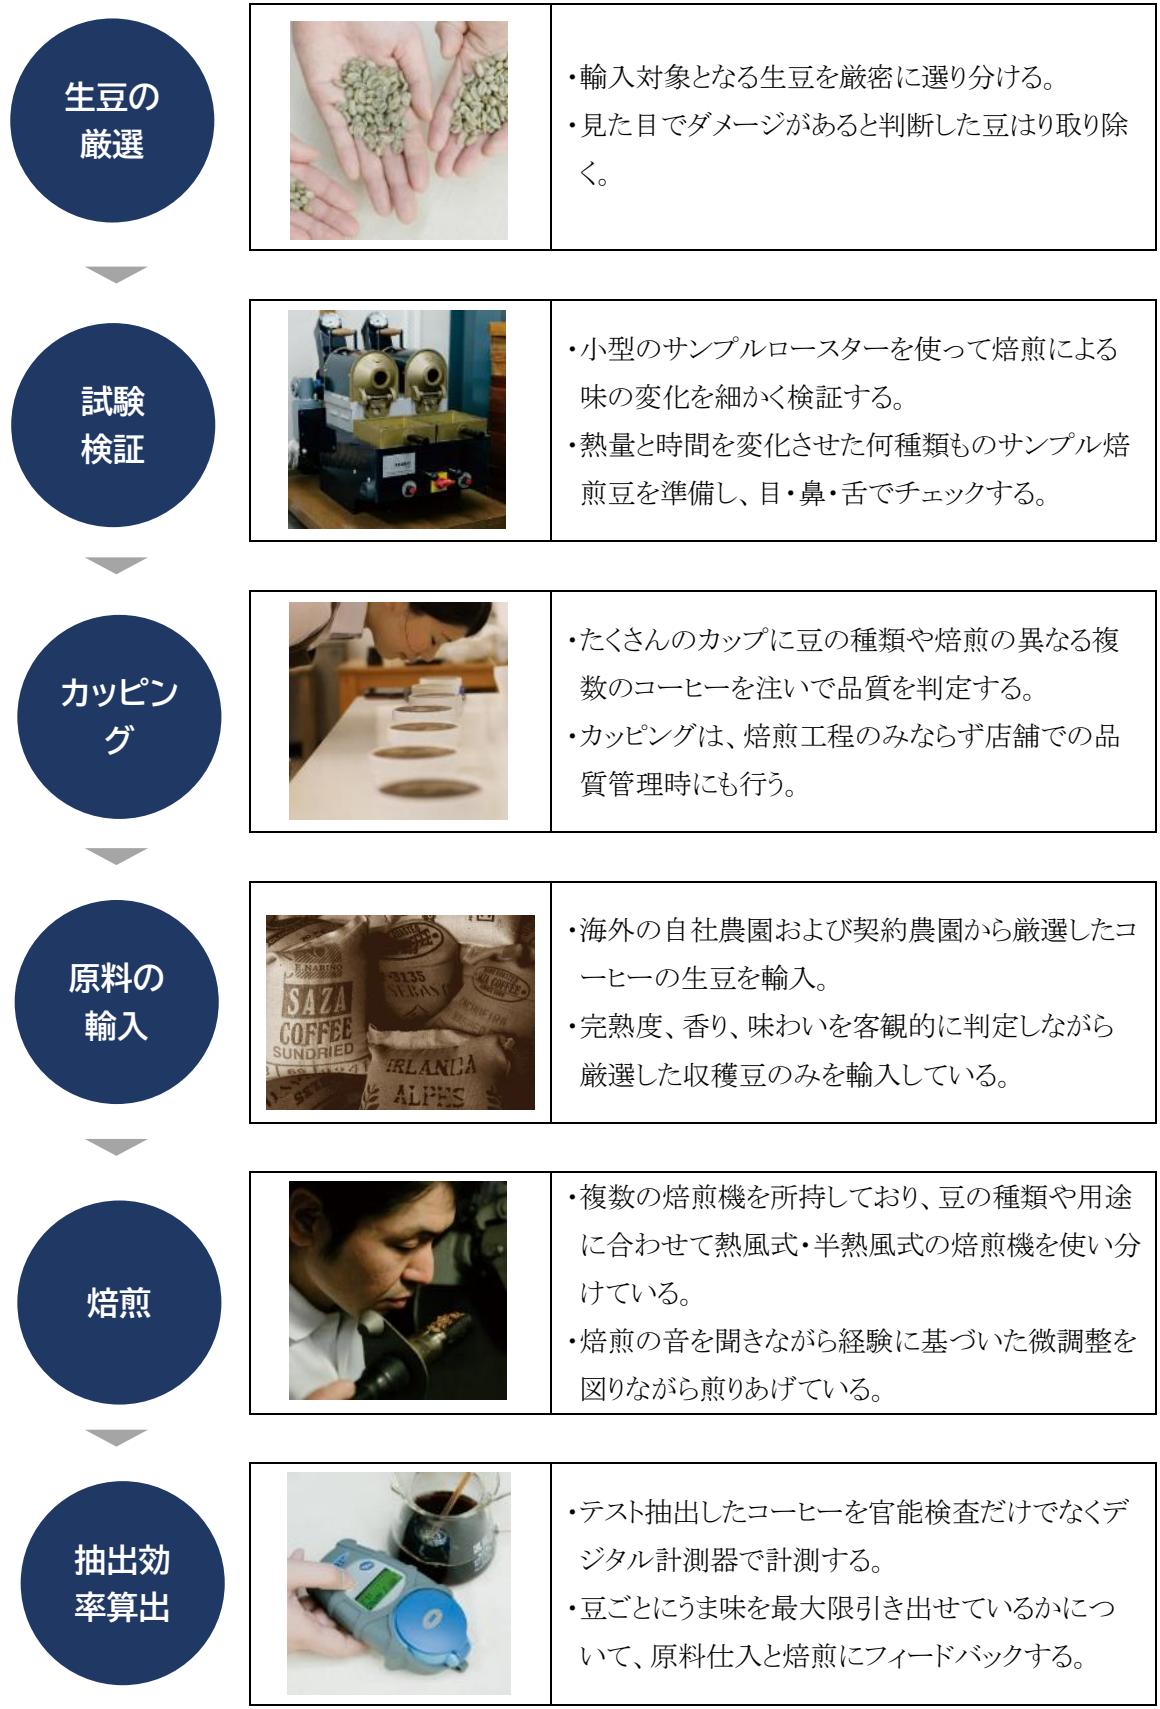 生豆の
厳選
・輸入対象となる生豆を厳密に選り分ける。
・見た目でダメージがあると判断した豆はり取り除
く。
試験
検証
・小型のサンプルロースターを使って焙煎による
味の変化を細かく検証する。
・熱量と時間を変化させた何種類ものサンプル焙
煎豆を準備し、目・鼻・舌でチェックする。
カッピン
グ
・たくさんのカップに豆の種類や焙煎の異なる複
数のコーヒーを注いで品質を判定する。
・カッピングは、焙煎工程のみならず店舗での品
質管理時にも行う。
原料の
輸入
SAZA
COFFEE
SUNDRIED
IRLANDA
ALPES
・海外の自社農園および契約農園から厳選したコ
ーヒーの生豆を輸入。
・完熟度、香り、味わいを客観的に判定しながら
厳選した収穫豆のみを輸入している。
焙煎
・複数の焙煎機を所持しており、豆の種類や用途
に合わせて熱風式・半熱風式の焙煎機を使い分
けている。
・焙煎の音を聞きながら経験に基づいた微調整を
図りながら煎りあげている。
抽出効
率算出
・テスト抽出したコーヒーを官能検査だけでなくデ
ジタル計測器で計測する。
・豆ごとにうま味を最大限引き出せているかにつ
いて、原料仕入と焙煎にフィードバックする。